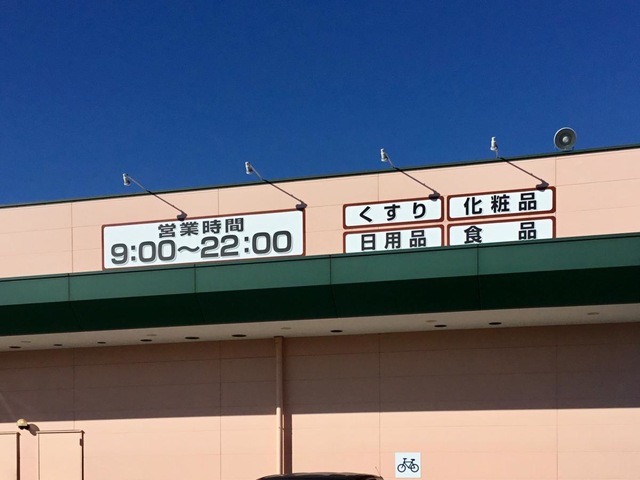 営業時間
9:00～22:00
くすり
化粧品
日用品
食品